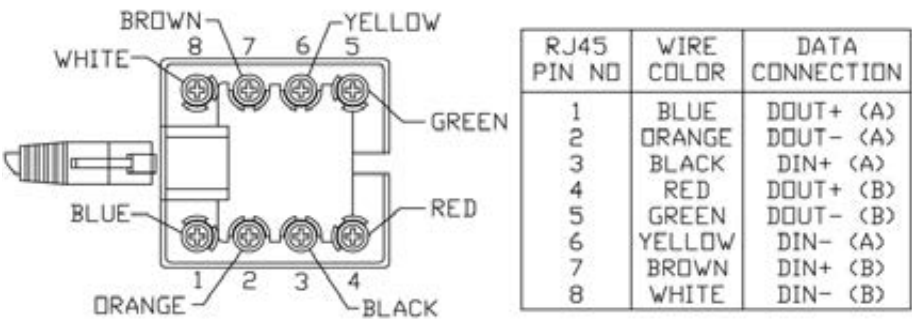 BROWN
YELLOW
8 7 6 5
WHITE
GREEN
BLUE
RED
1 2 3 4
ORANGE
BLACK
RJ45 PIN NO WIRE COLOR DATA CONNECTION
1 BLUE DOUT+ (A)
2 ORANGE DOUT- (A)
3 BLACK DIN+ (A)
4 RED DOUT+ (B)
5 GREEN DOUT- (B)
6 YELLOW DIN- (A)
7 BROWN DIN+ (B)
8 WHITE DIN- (B)